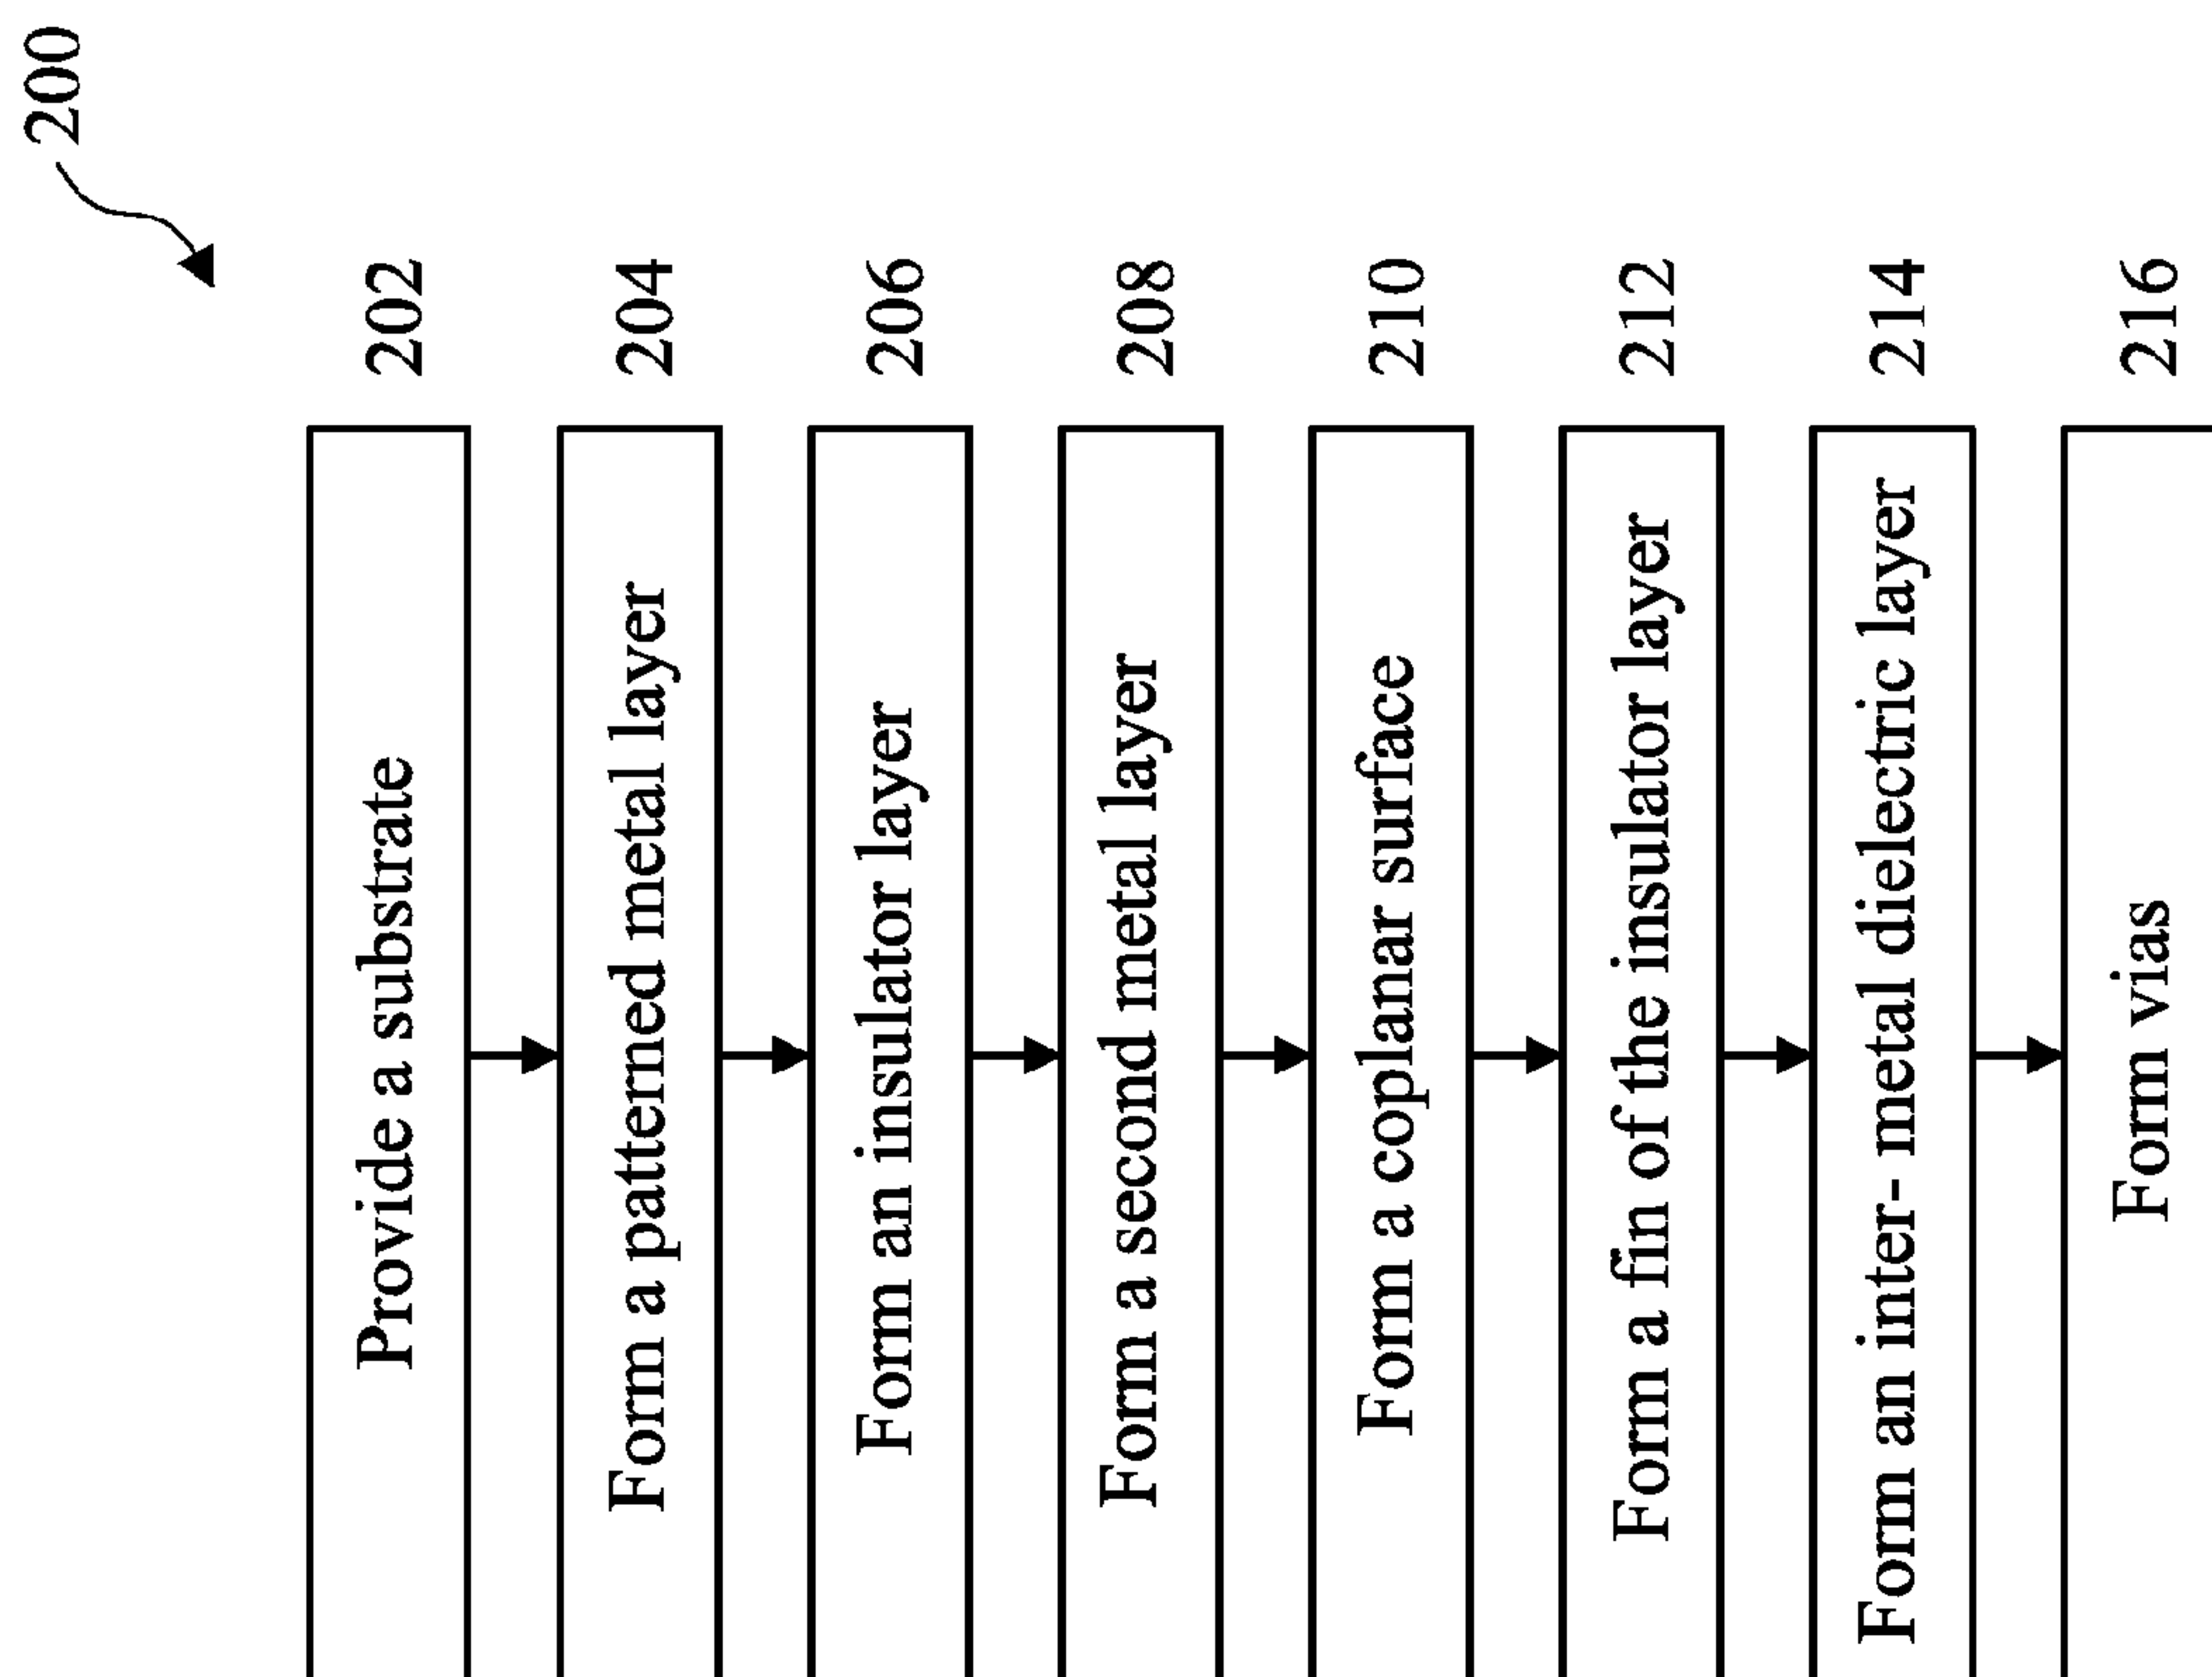 200
Provide a substrate 202
Form a patterned metal layer 204
Form an insulator layer 206
Form a second metal layer 208
Form a coplanar surface 210
Form a fin of the insulator layer 212
Form an inter- metal dielectric layer 214
Form vias 216